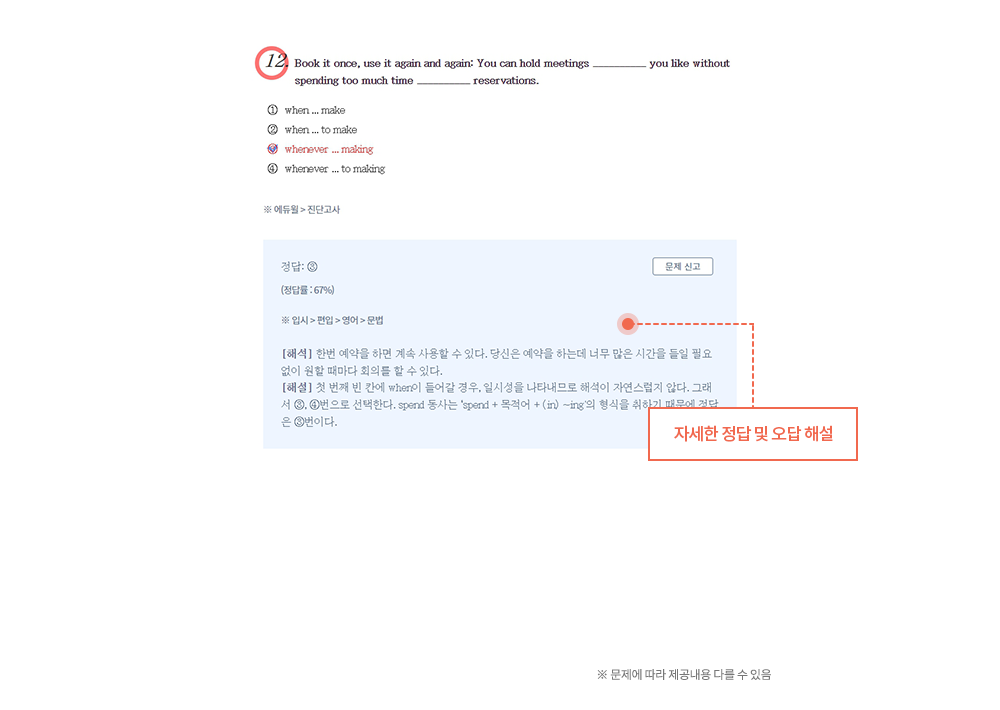 12. Book it once, use it again and again: You can hold meetings __________ you like without
spending too much time __________ reservations.
① when ... make
② when ... to make
③ whenever ... making
④ whenever ... to making
※ 에듀윌 > 진단고사
정답: ③
문제 신고
(정답률 : 67%)
※ 입시 > 편입 > 영어 > 문법
[해석] 한번 예약을 하면 계속 사용할 수 있다. 당신은 예약을 하는데 너무 많은 시간을 들일 필요
없이 원할 때마다 회의를 할 수 있다.
[해설] 첫 번째 빈 칸에 when이 들어갈 경우, 일시성을 나타내므로 해석이 자연스럽지 않다. 그래
서 ③, ④번으로 선택한다. spend 동사는 'spend + 목적어 + (in) ~ing'의 형식을 취하기 때문에 정답
은 ③번이다.
자세한 정답 및 오답 해설
※ 문제에 따라 제공내용 다를 수 있음